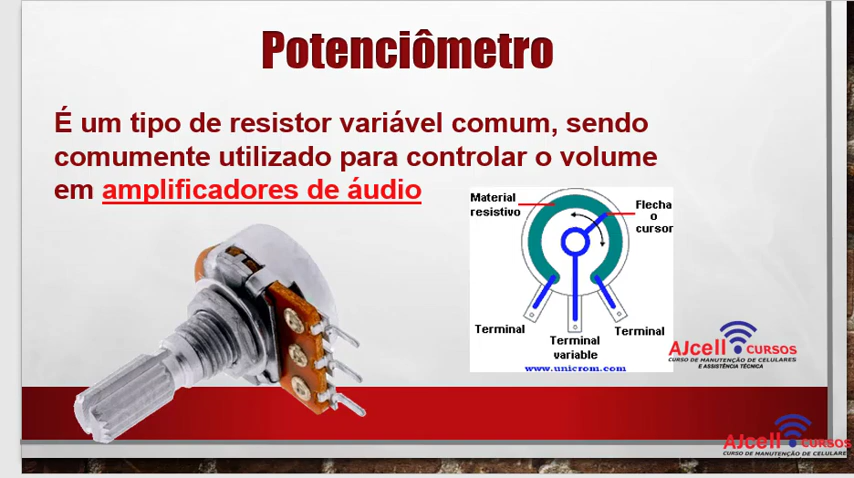 Potenciômetro
É um tipo de resistor variável comum, sendo
comumente utilizado para controlar o volume
em amplificadores de áudio
Material
resistivo
Flecha
o
cursor
Terminal
Terminal
variable
Terminal
www.unicrom.com
AJcell CURSOS
CURSO DE MANUTENÇÃO DE CELULARES
E ASSISTÊNCIA TÉCNICA
AJcell CURSOS
CURSO DE MANUTENÇÃO DE CELULARE